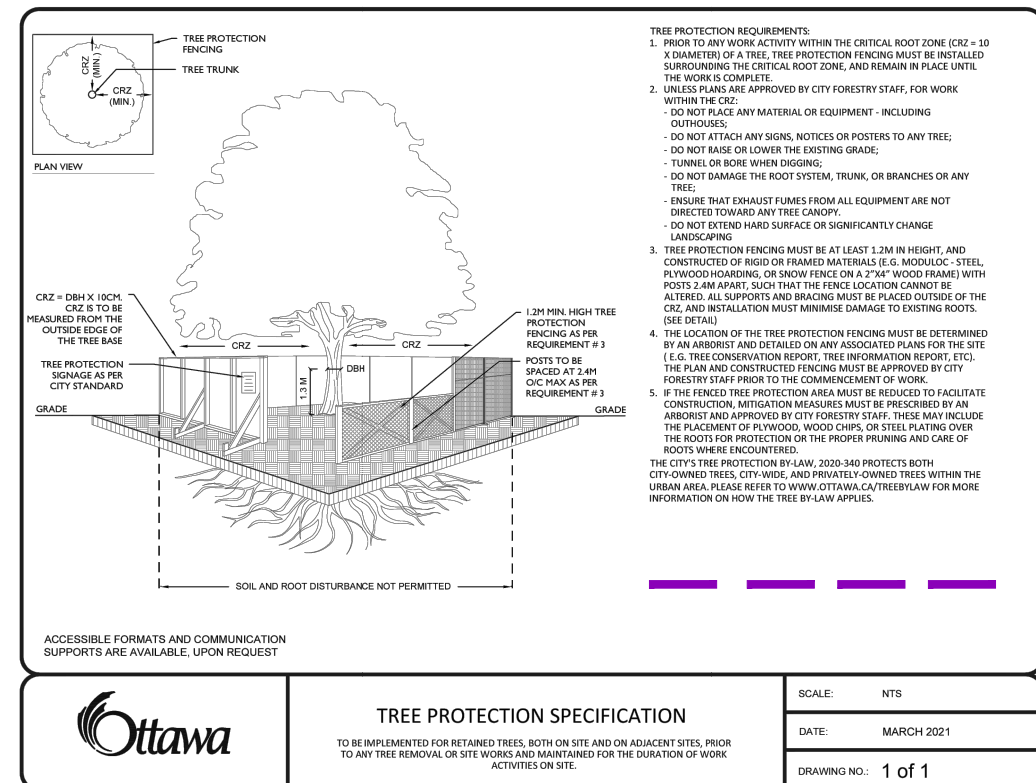 TREE PROTECTION
FENCING
TREE TRUNK
CRZ
(MIN.)
CRZ
(MIN.)
PLAN VIEW
CRZ = DBH X 10CM.
CRZ IS TO BE
MEASURED FROM THE
OUTSIDE EDGE OF
THE TREE BASE
TREE PROTECTION
SIGNAGE AS PER
CITY STANDARD
GRADE
CRZ
CRZ
DBH
1.3 M
1.2M MIN. HIGH TREE
PROTECTION
FENCING AS PER
REQUIREMENT # 3
POSTS TO BE
SPACED AT 2.4M
O/C MAX AS PER
REQUIREMENT # 3
GRADE
SOIL AND ROOT DISTURBANCE NOT PERMITTED
ACCESSIBLE FORMATS AND COMMUNICATION
SUPPORTS ARE AVAILABLE, UPON REQUEST
TREE PROTECTION REQUIREMENTS:
1. PRIOR TO ANY WORK ACTIVITY WITHIN THE CRITICAL ROOT ZONE (CRZ = 10
X DIAMETER) OF A TREE, TREE PROTECTION FENCING MUST BE INSTALLED
SURROUNDING THE CRITICAL ROOT ZONE, AND REMAIN IN PLACE UNTIL
THE WORK IS COMPLETE.
2. UNLESS PLANS ARE APPROVED BY CITY FORESTRY STAFF, FOR WORK
WITHIN THE CRZ:
- DO NOT PLACE ANY MATERIAL OR EQUIPMENT - INCLUDING
OUTHOUSES;
- DO NOT ATTACH ANY SIGNS, NOTICES OR POSTERS TO ANY TREE;
- DO NOT RAISE OR LOWER THE EXISTING GRADE;
- TUNNEL OR BORE WHEN DIGGING;
- DO NOT DAMAGE THE ROOT SYSTEM, TRUNK, OR BRANCHES OR ANY
TREE;
- ENSURE THAT EXHAUST FUMES FROM ALL EQUIPMENT ARE NOT
DIRECTED TOWARD ANY TREE CANOPY.
- DO NOT EXTEND HARD SURFACE OR SIGNIFICANTLY CHANGE
LANDSCAPING
3. TREE PROTECTION FENCING MUST BE AT LEAST 1.2M IN HEIGHT, AND
CONSTRUCTED OF RIGID OR FRAMED MATERIALS (E.G. MODULOC - STEEL,
PLYWOOD HOARDING, OR SNOW FENCE ON A 2"X4" WOOD FRAME) WITH
POSTS 2.4M APART, SUCH THAT THE FENCE LOCATION CANNOT BE
ALTERED. ALL SUPPORTS AND BRACING MUST BE PLACED OUTSIDE OF THE
CRZ, AND INSTALLATION MUST MINIMISE DAMAGE TO EXISTING ROOTS.
(SEE DETAIL)
4. THE LOCATION OF THE TREE PROTECTION FENCING MUST BE DETERMINED
BY AN ARBORIST AND DETAILED ON ANY ASSOCIATED PLANS FOR THE SITE
( E.G. TREE CONSERVATION REPORT, TREE INFORMATION REPORT, ETC).
THE PLAN AND CONSTRUCTED FENCING MUST BE APPROVED BY CITY
FORESTRY STAFF PRIOR TO THE COMMENCEMENT OF WORK.
5. IF THE FENCED TREE PROTECTION AREA MUST BE REDUCED TO FACILITATE
CONSTRUCTION, MITIGATION MEASURES MUST BE PRESCRIBED BY AN
ARBORIST AND APPROVED BY CITY FORESTRY STAFF. THESE MAY INCLUDE
THE PLACEMENT OF PLYWOOD, WOOD CHIPS, OR STEEL PLATING OVER
THE ROOTS FOR PROTECTION OR THE PROPER PRUNING AND CARE OF
ROOTS WHERE ENCOUNTERED.
THE CITY'S TREE PROTECTION BY-LAW, 2020-340 PROTECTS BOTH
CITY-OWNED TREES, CITY-WIDE, AND PRIVATELY-OWNED TREES WITHIN THE
URBAN AREA. PLEASE REFER TO WWW.OTTAWA.CA/TREEBYLAW FOR MORE
INFORMATION ON HOW THE TREE BY-LAW APPLIES.
Ottawa
TREE PROTECTION SPECIFICATION
TO BE IMPLEMENTED FOR RETAINED TREES, BOTH ON SITE AND ON ADJACENT SITES, PRIOR
TO ANY TREE REMOVAL OR SITE WORKS AND MAINTAINED FOR THE DURATION OF WORK
ACTIVITIES ON SITE.
SCALE: NTS
DATE: MARCH 2021
DRAWING NO.: 1 of 1